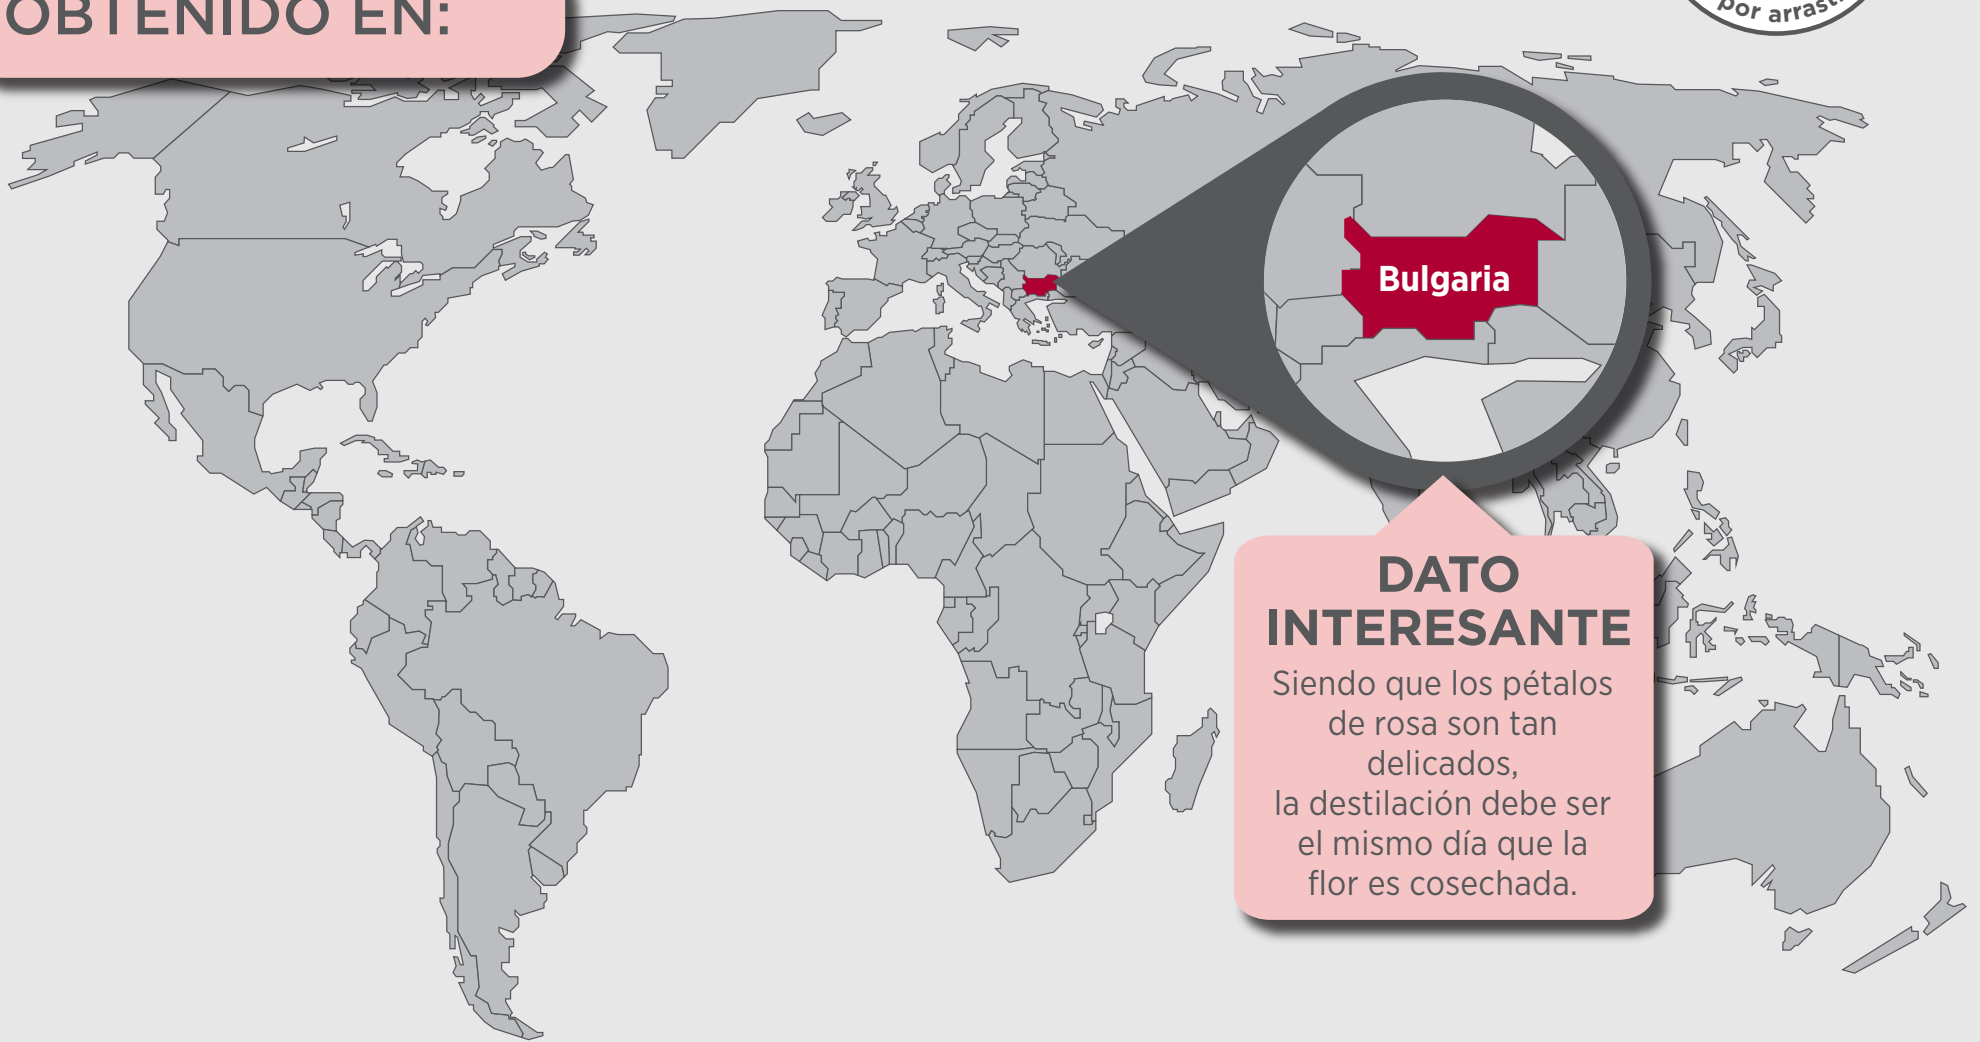 OBTENIDO EN:
por
Bulgaria
DATO
INTERESANTE
Siendo que los pétalos
de rosa son tan
delicados,
la destilación debe ser
el mismo día que la
flor es cosechada.